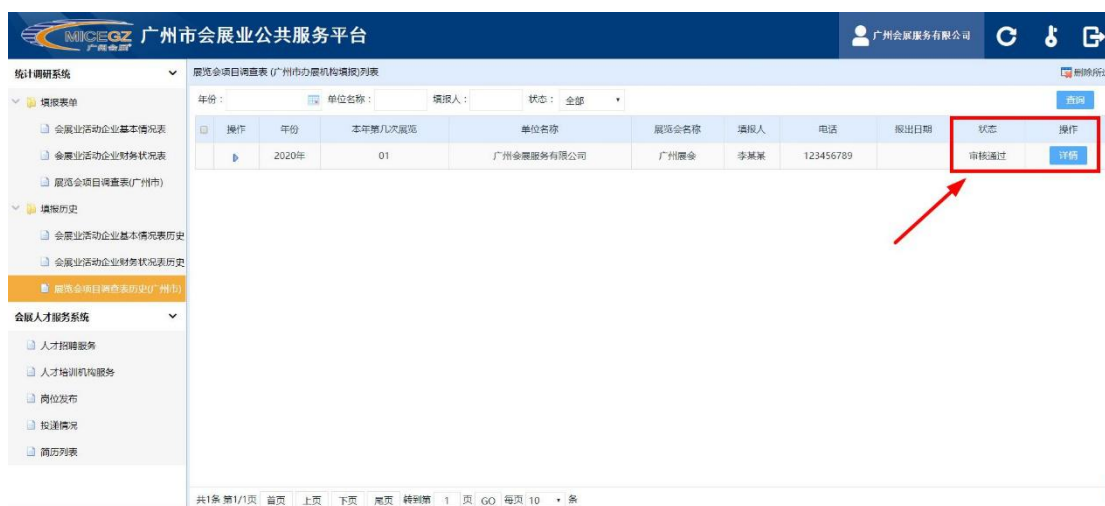 MICEGZ 广州市会展业公共服务平台 广州会展服务有限公司
广州会展
统计调研系统
填报表单
会展业活动企业基本情况表
会展业活动企业财务状况表
展览会项目调查表(广州市)
填报历史
会展业活动企业基本情况表历史
会展业活动企业财务状况表历史
展览会项目调查表历史(广州市)
会展人才服务系统
人才招聘服务
人才培训机构服务
岗位发布
投递情况
简历列表
展览会项目调查表 (广州市办展机构填报)列表 删除所
年份： 单位名称： 填报人： 状态： 全部 查询
操作 年份 本年第几次展览 单位名称 展览会名称 填报人 电话 报出日期 状态 操作
2020年 01 广州会展服务有限公司 广州展会 李某某 123456789 审核通过 详情
共1条 第1/1页 首页 上页 下页 尾页 转到第 1 页 GO 每页 10 条